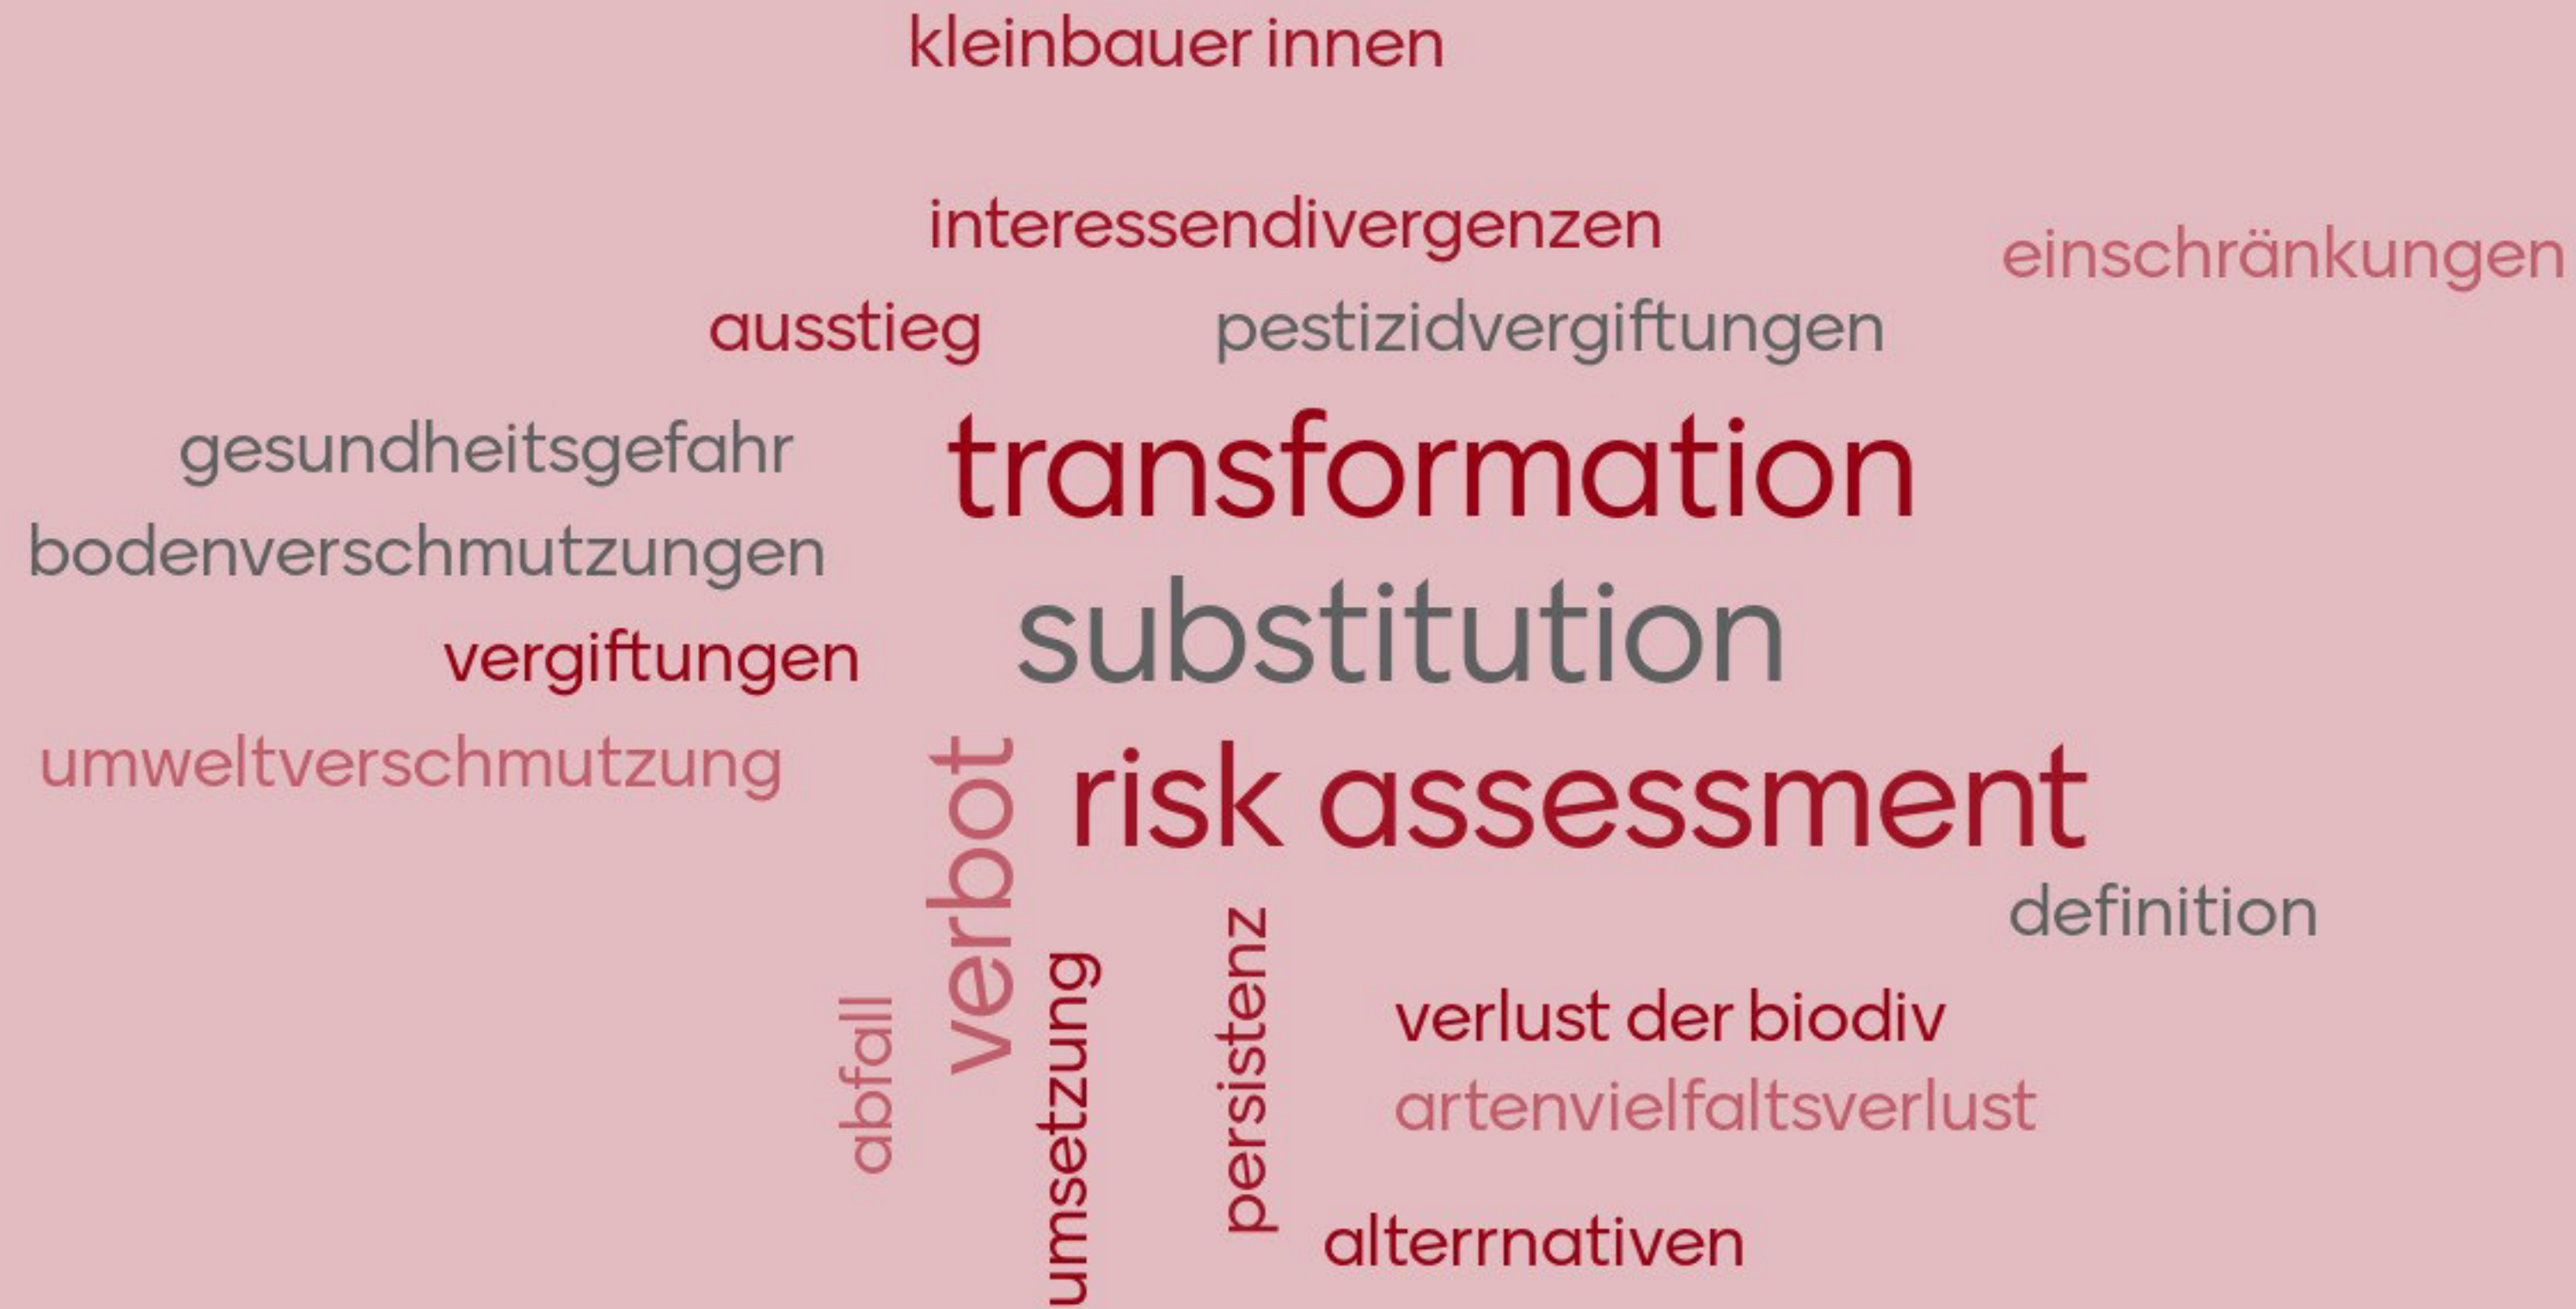 kleinbauer innen
interessendivergenzen
einschränkungen
ausstieg
pestizidvergiftungen
gesundheitsgefahr
transformation
bodenverschmutzungen
substitution
vergiftungen
umweltverschmutzung
risk assessment
verbot
definition
abfall
umsetzung
persistenz
verlust der biodiv
artenvielfaltsverlust
alterrnativen